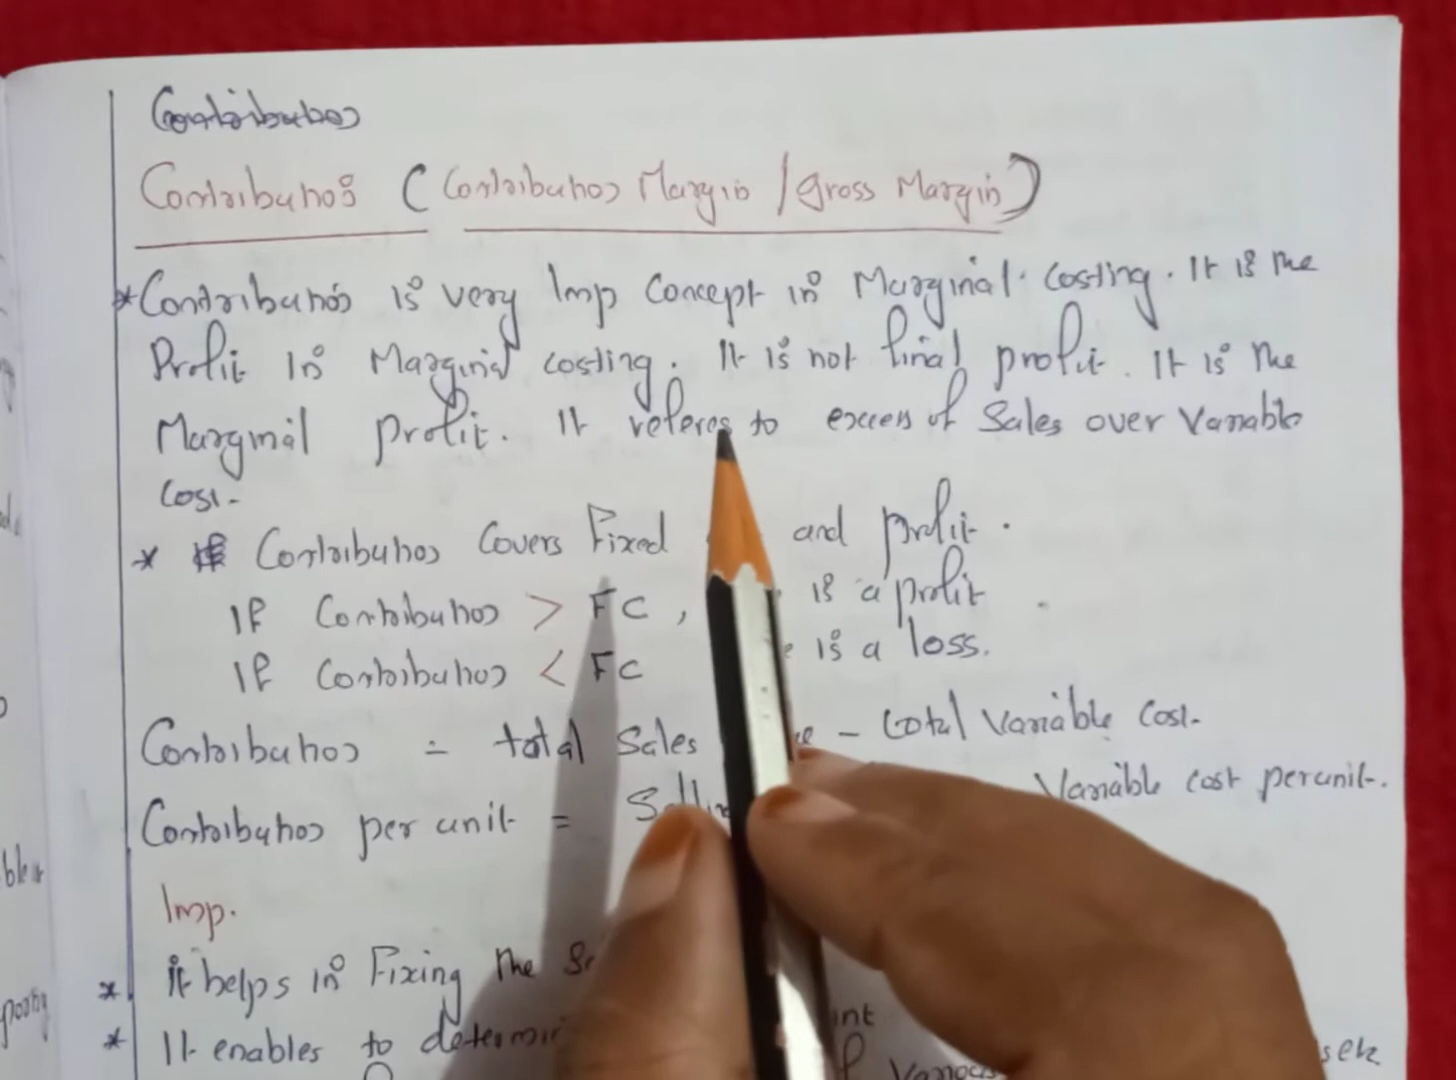 Contribution
Contribution (Contribution Margin / Gross Margin)
* Contribution is very Imp Concept in Marginal Costing. It is the
Profit in Marginal costing. It is not final profit. It is the
Marginal profit. It referes to excess of Sales over Variable
Cost.
* Contribution Covers Fixed and profit.
If Contribution > FC, is a profit
If Contribution < FC is a loss.
Contribution = total Sales - total Variable Cost.
Contribution per unit = Variable cost per unit.
Imp.
* it helps in Fixing the
* It enables to